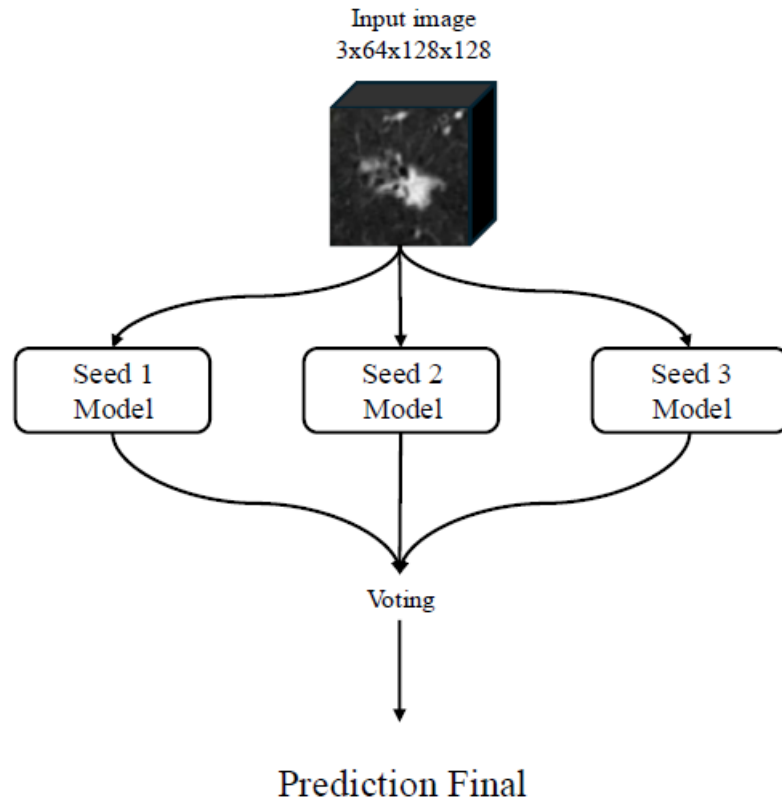 Input image
3x64x128x128
Seed 1
Model
Seed 2
Model
Seed 3
Model
Voting
Prediction Final